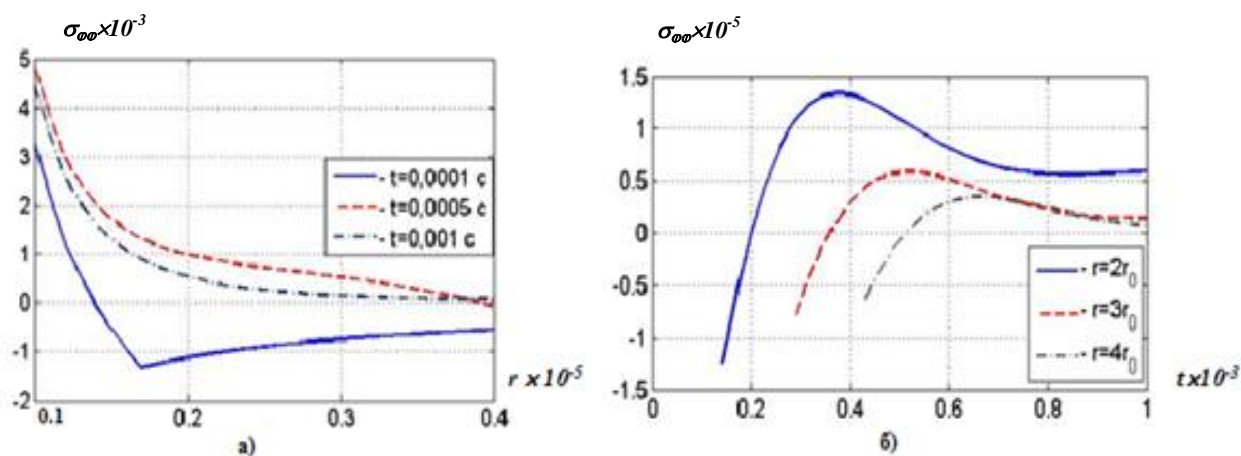 σφφ×10⁻³
5
4
3
2
1
0
-1
-2
0.1 0.2 0.3 0.4
r ×10⁻⁵
- t=0,0001 c
- t=0,0005 c
- t=0,001 c
а)
σφφ×10⁻⁵
1.5
1
0.5
0
-0.5
-1
-1.5
0 0.2 0.4 0.6 0.8 1
t×10⁻³
- r=2r₀
- r=3r₀
- r=4r₀
б)